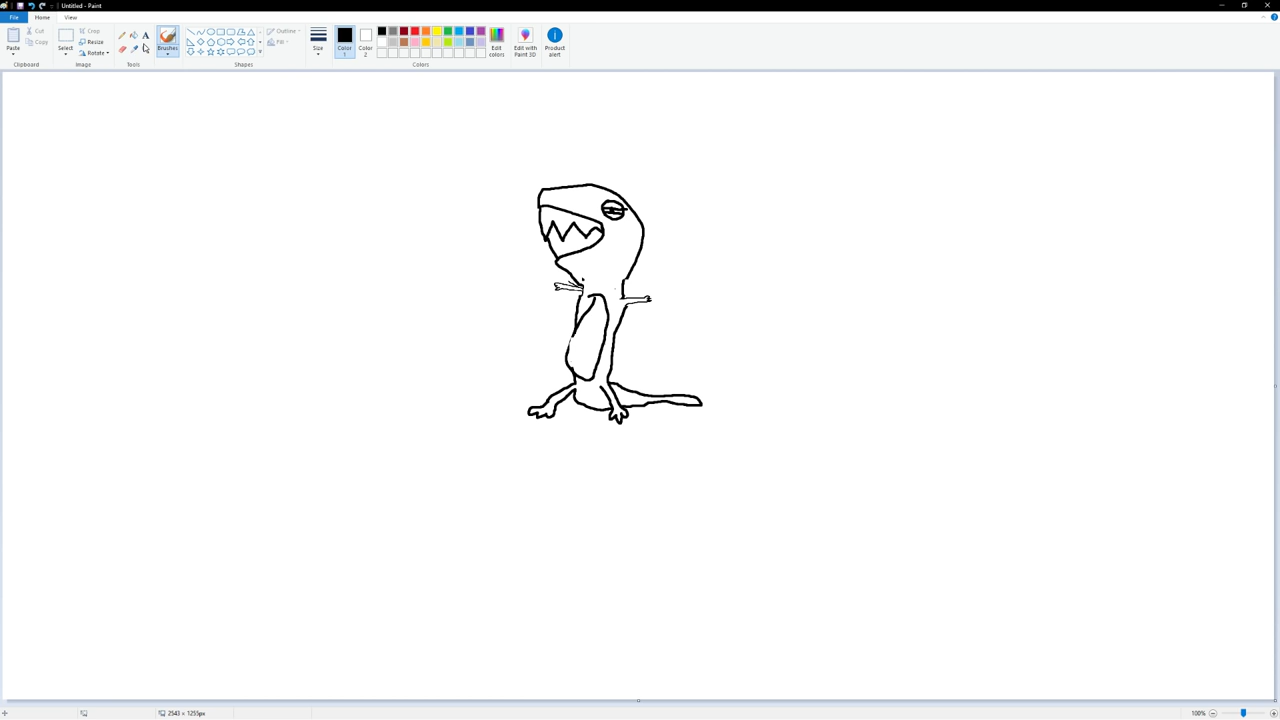 Untitled - Paint
File Home View
Paste Cut Copy Clipboard
Select Crop Resize Rotate Image
A Tools
Brushes
Shapes
Outline Fill
Size
Color 1 Color 2
Edit colors Colors
Edit with Paint 3D
Product alert
2543 × 1255px
100%